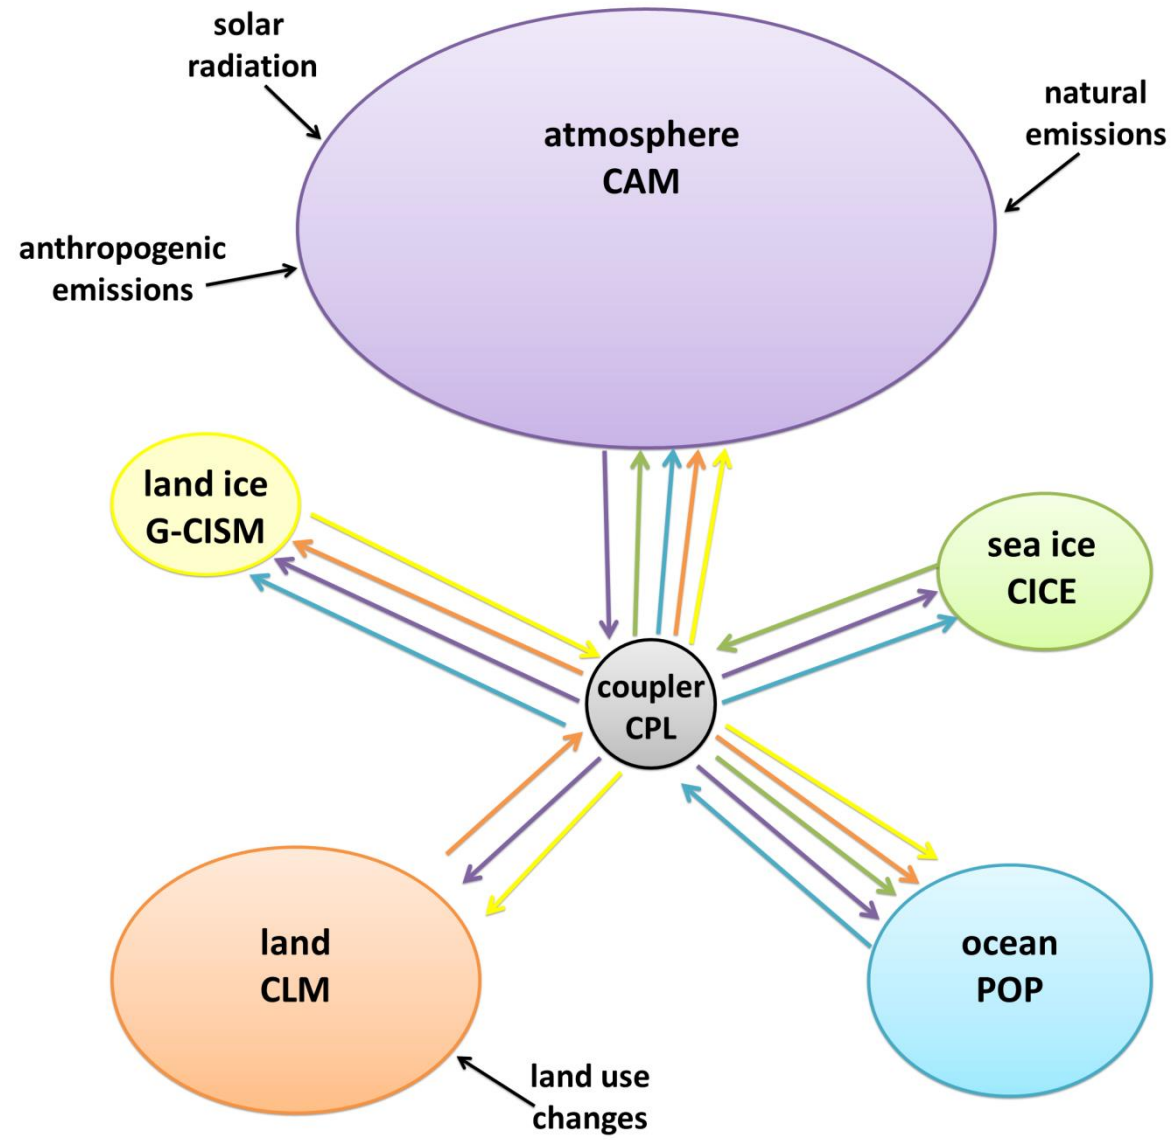 solar
radiation
atmosphere
CAM
natural
emissions
anthropogenic
emissions
land ice
G-CISM
sea ice
CICE
coupler
CPL
land
CLM
ocean
POP
land use
changes